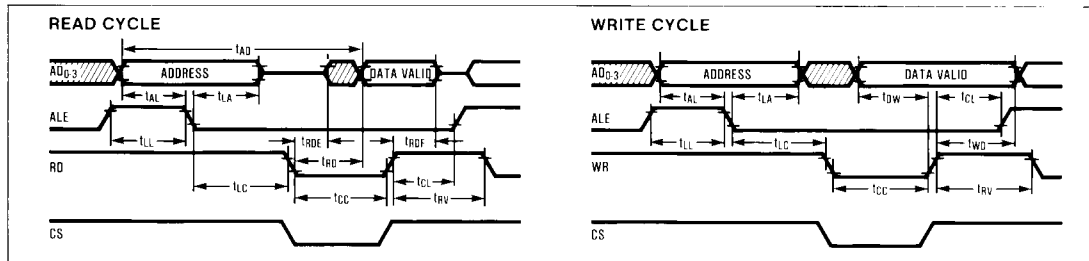 READ CYCLE
tAD
AD0-3
ADDRESS
DATA VALID
tAL
tLA
ALE
tLL
tRDE
tRDF
tRD
RD
tLC
tCL
tCC
tRV
CS
WRITE CYCLE
AD0-3
ADDRESS
DATA VALID
tAL
tLA
tDW
tCL
ALE
tLL
tLC
tWD
WR
tCC
tRV
CS